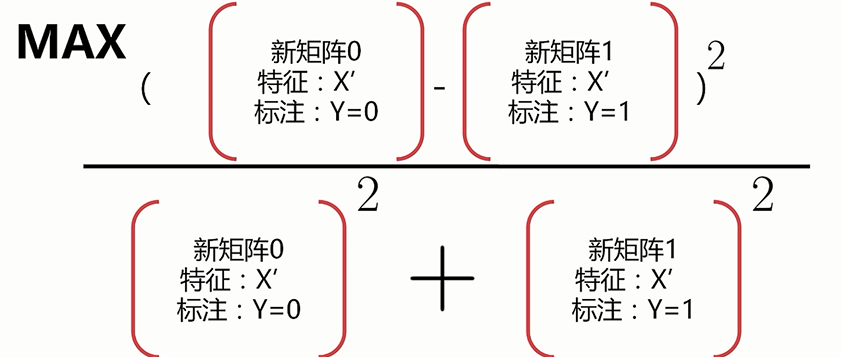 MAX
(
新矩阵0
特征：X′
标注：Y=0
-
新矩阵1
特征：X′
标注：Y=1
)
2
新矩阵0
特征：X′
标注：Y=0
2
+
新矩阵1
特征：X′
标注：Y=1
2